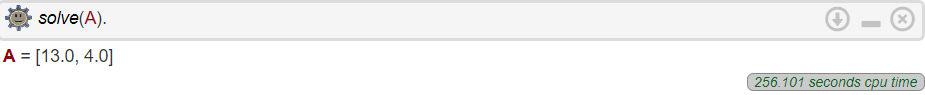 solve(A).
A = [13.0, 4.0]
256.101 seconds cpu time